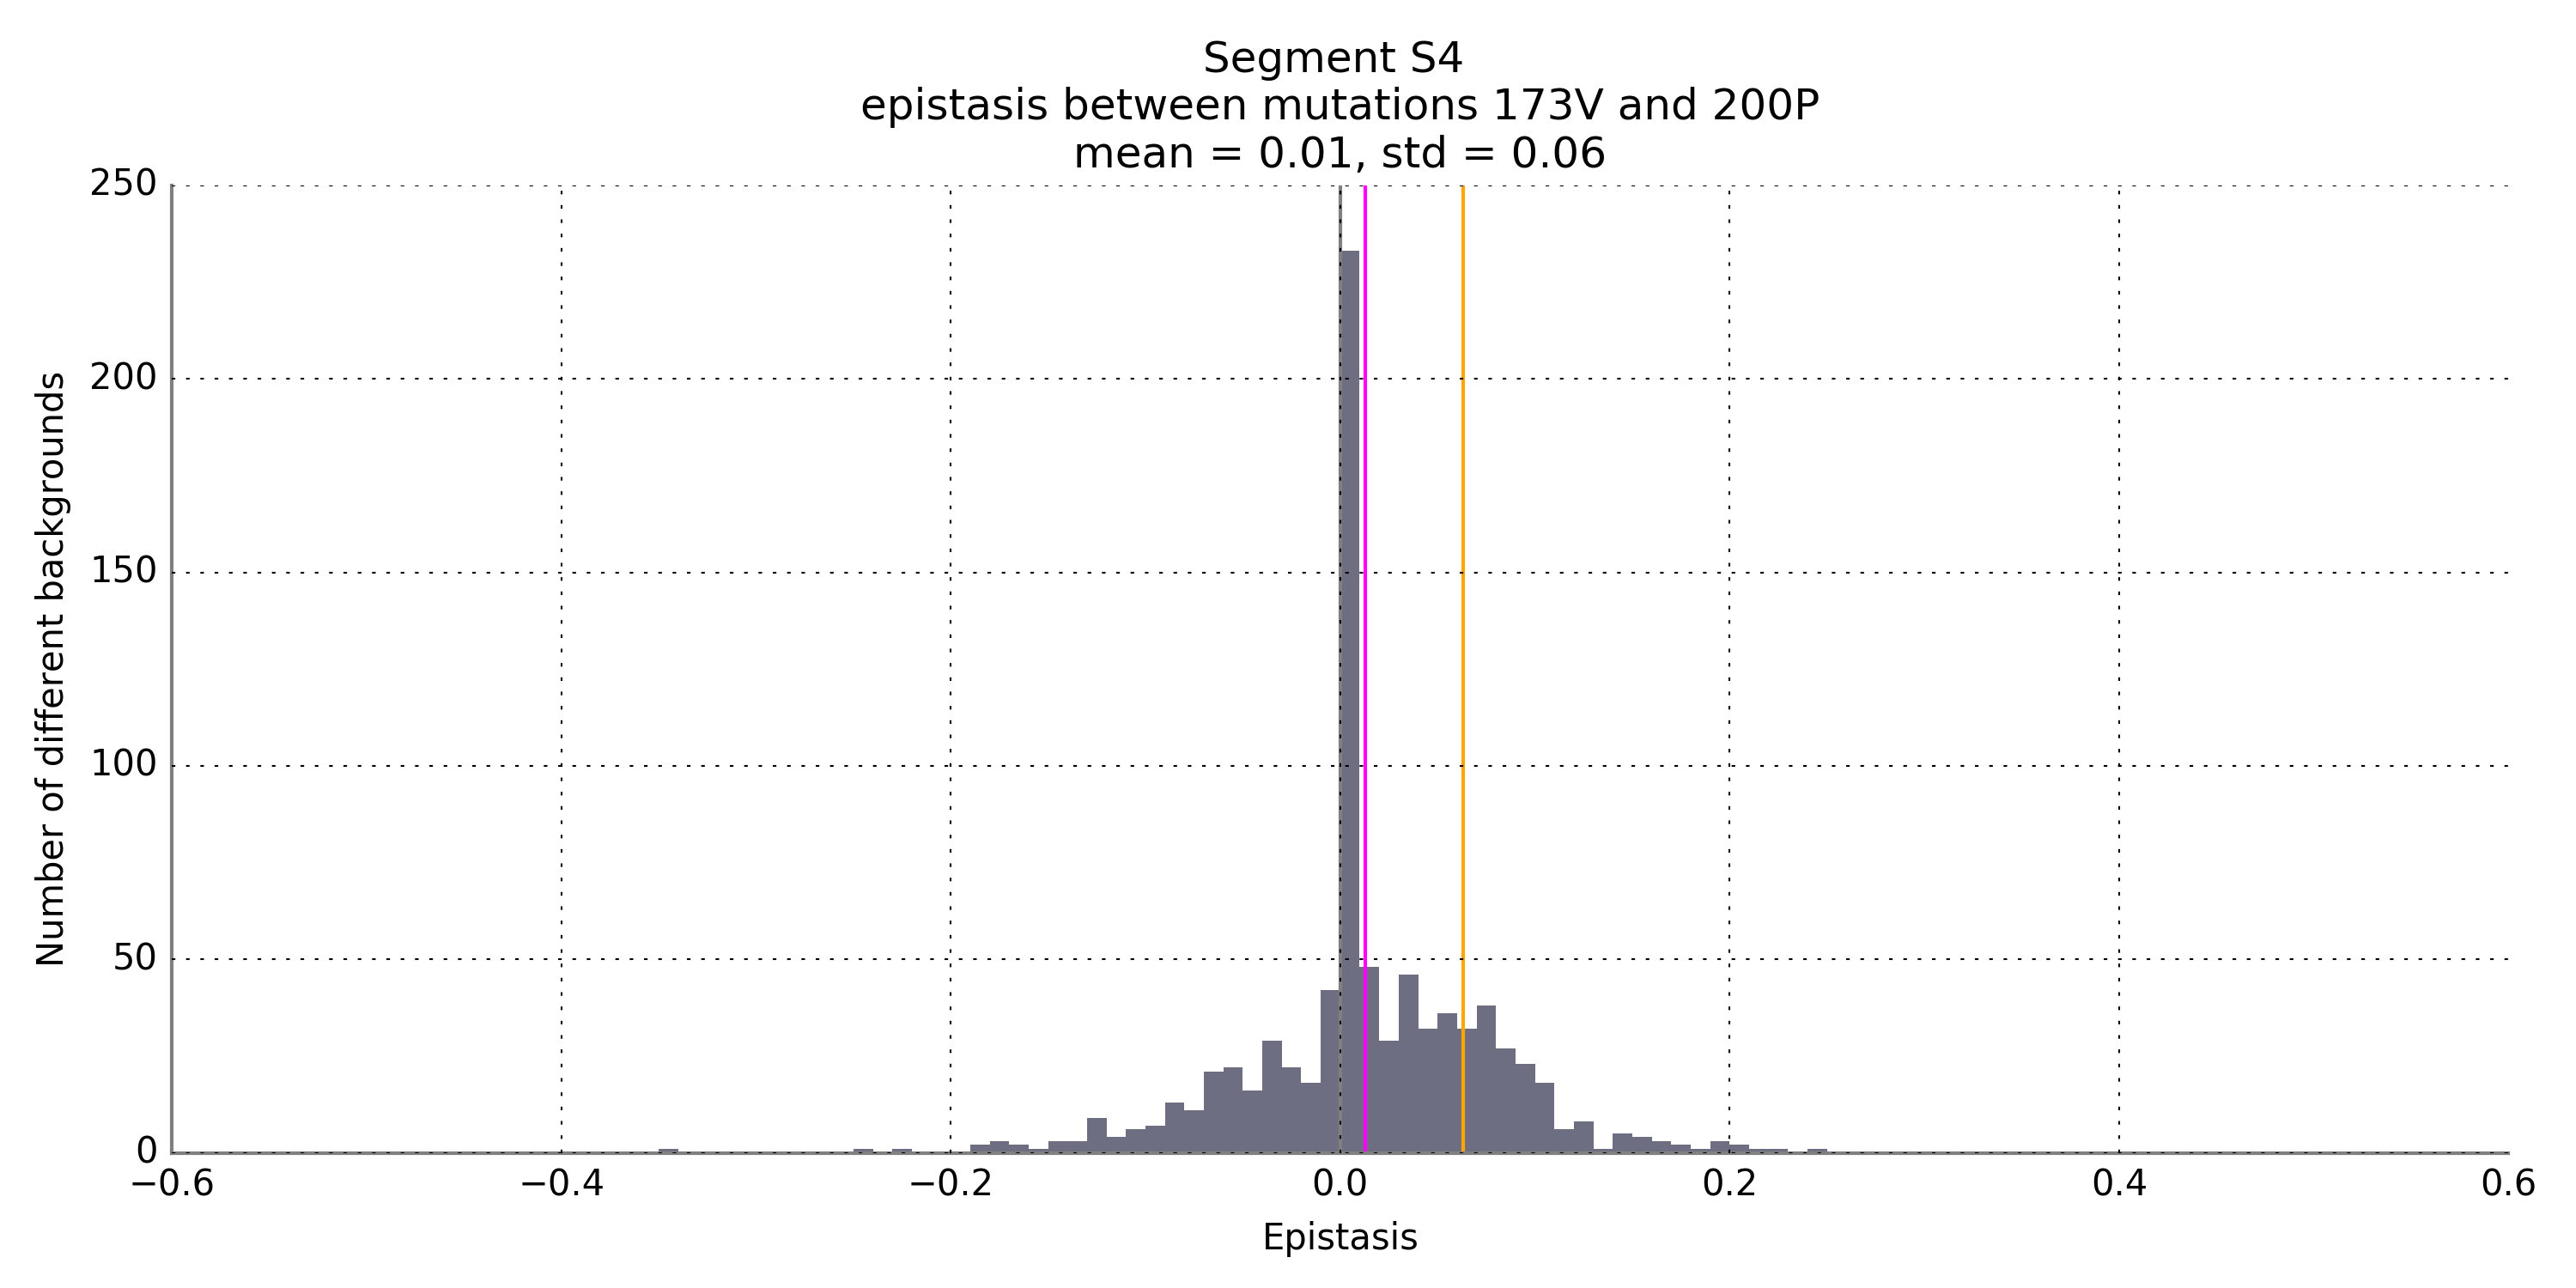 Segment S4
epistasis between mutations 173V and 200P
mean = 0.01, std = 0.06
250
200
150
100
50
0
Number of different backgrounds
−0.6 −0.4 −0.2 0.0 0.2 0.4 0.6
Epistasis